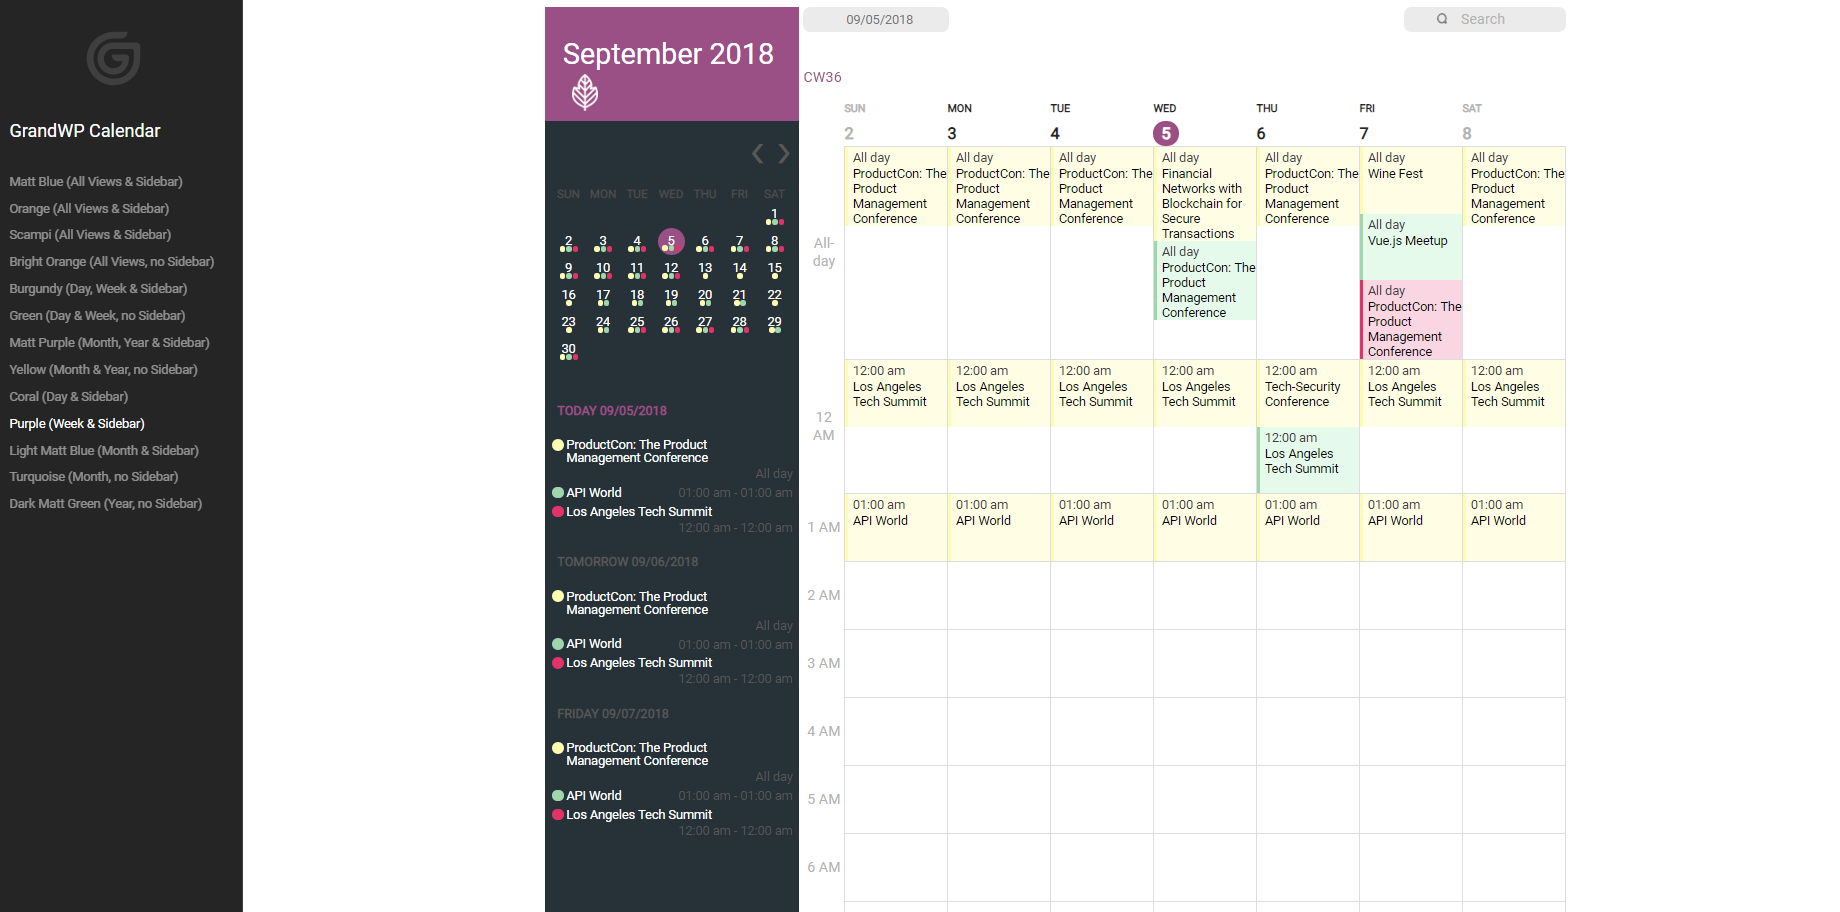 GrandWP Calendar
Matt Blue (All Views & Sidebar)
Orange (All Views & Sidebar)
Scampi (All Views & Sidebar)
Bright Orange (All Views, no Sidebar)
Burgundy (Day, Week & Sidebar)
Green (Day & Week, no Sidebar)
Matt Purple (Month, Year & Sidebar)
Yellow (Month & Year, no Sidebar)
Coral (Day & Sidebar)
Purple (Week & Sidebar)
Light Matt Blue (Month & Sidebar)
Turquoise (Month, no Sidebar)
Dark Matt Green (Year, no Sidebar)
September 2018
SUN MON TUE WED THU FRI SAT
1
2 3 4 5 6 7 8
9 10 11 12 13 14 15
16 17 18 19 20 21 22
23 24 25 26 27 28 29
30
TODAY 09/05/2018
ProductCon: The Product
Management Conference
All day
API World 01:00 am - 01:00 am
Los Angeles Tech Summit
12:00 am - 12:00 am
TOMORROW 09/06/2018
ProductCon: The Product
Management Conference
All day
API World 01:00 am - 01:00 am
Los Angeles Tech Summit
12:00 am - 12:00 am
FRIDAY 09/07/2018
ProductCon: The Product
Management Conference
All day
API World 01:00 am - 01:00 am
Los Angeles Tech Summit
12:00 am - 12:00 am
09/05/2018
Search
CW36
SUN MON TUE WED THU FRI SAT
2 3 4 5 6 7 8
All-
day
All day
ProductCon: The
Product
Management
Conference
All day
ProductCon: The
Product
Management
Conference
All day
ProductCon: The
Product
Management
Conference
All day
Financial
Networks with
Blockchain for
Secure
Transactions
All day
ProductCon: The
Product
Management
Conference
All day
ProductCon: The
Product
Management
Conference
All day
Wine Fest
All day
Vue.js Meetup
All day
ProductCon: The
Product
Management
Conference
All day
ProductCon: The
Product
Management
Conference
12
AM
12:00 am
Los Angeles
Tech Summit
12:00 am
Los Angeles
Tech Summit
12:00 am
Los Angeles
Tech Summit
12:00 am
Los Angeles
Tech Summit
12:00 am
Tech-Security
Conference
12:00 am
Los Angeles
Tech Summit
12:00 am
Los Angeles
Tech Summit
12:00 am
Los Angeles
Tech Summit
1 AM
01:00 am
API World
01:00 am
API World
01:00 am
API World
01:00 am
API World
01:00 am
API World
01:00 am
API World
01:00 am
API World
2 AM
3 AM
4 AM
5 AM
6 AM